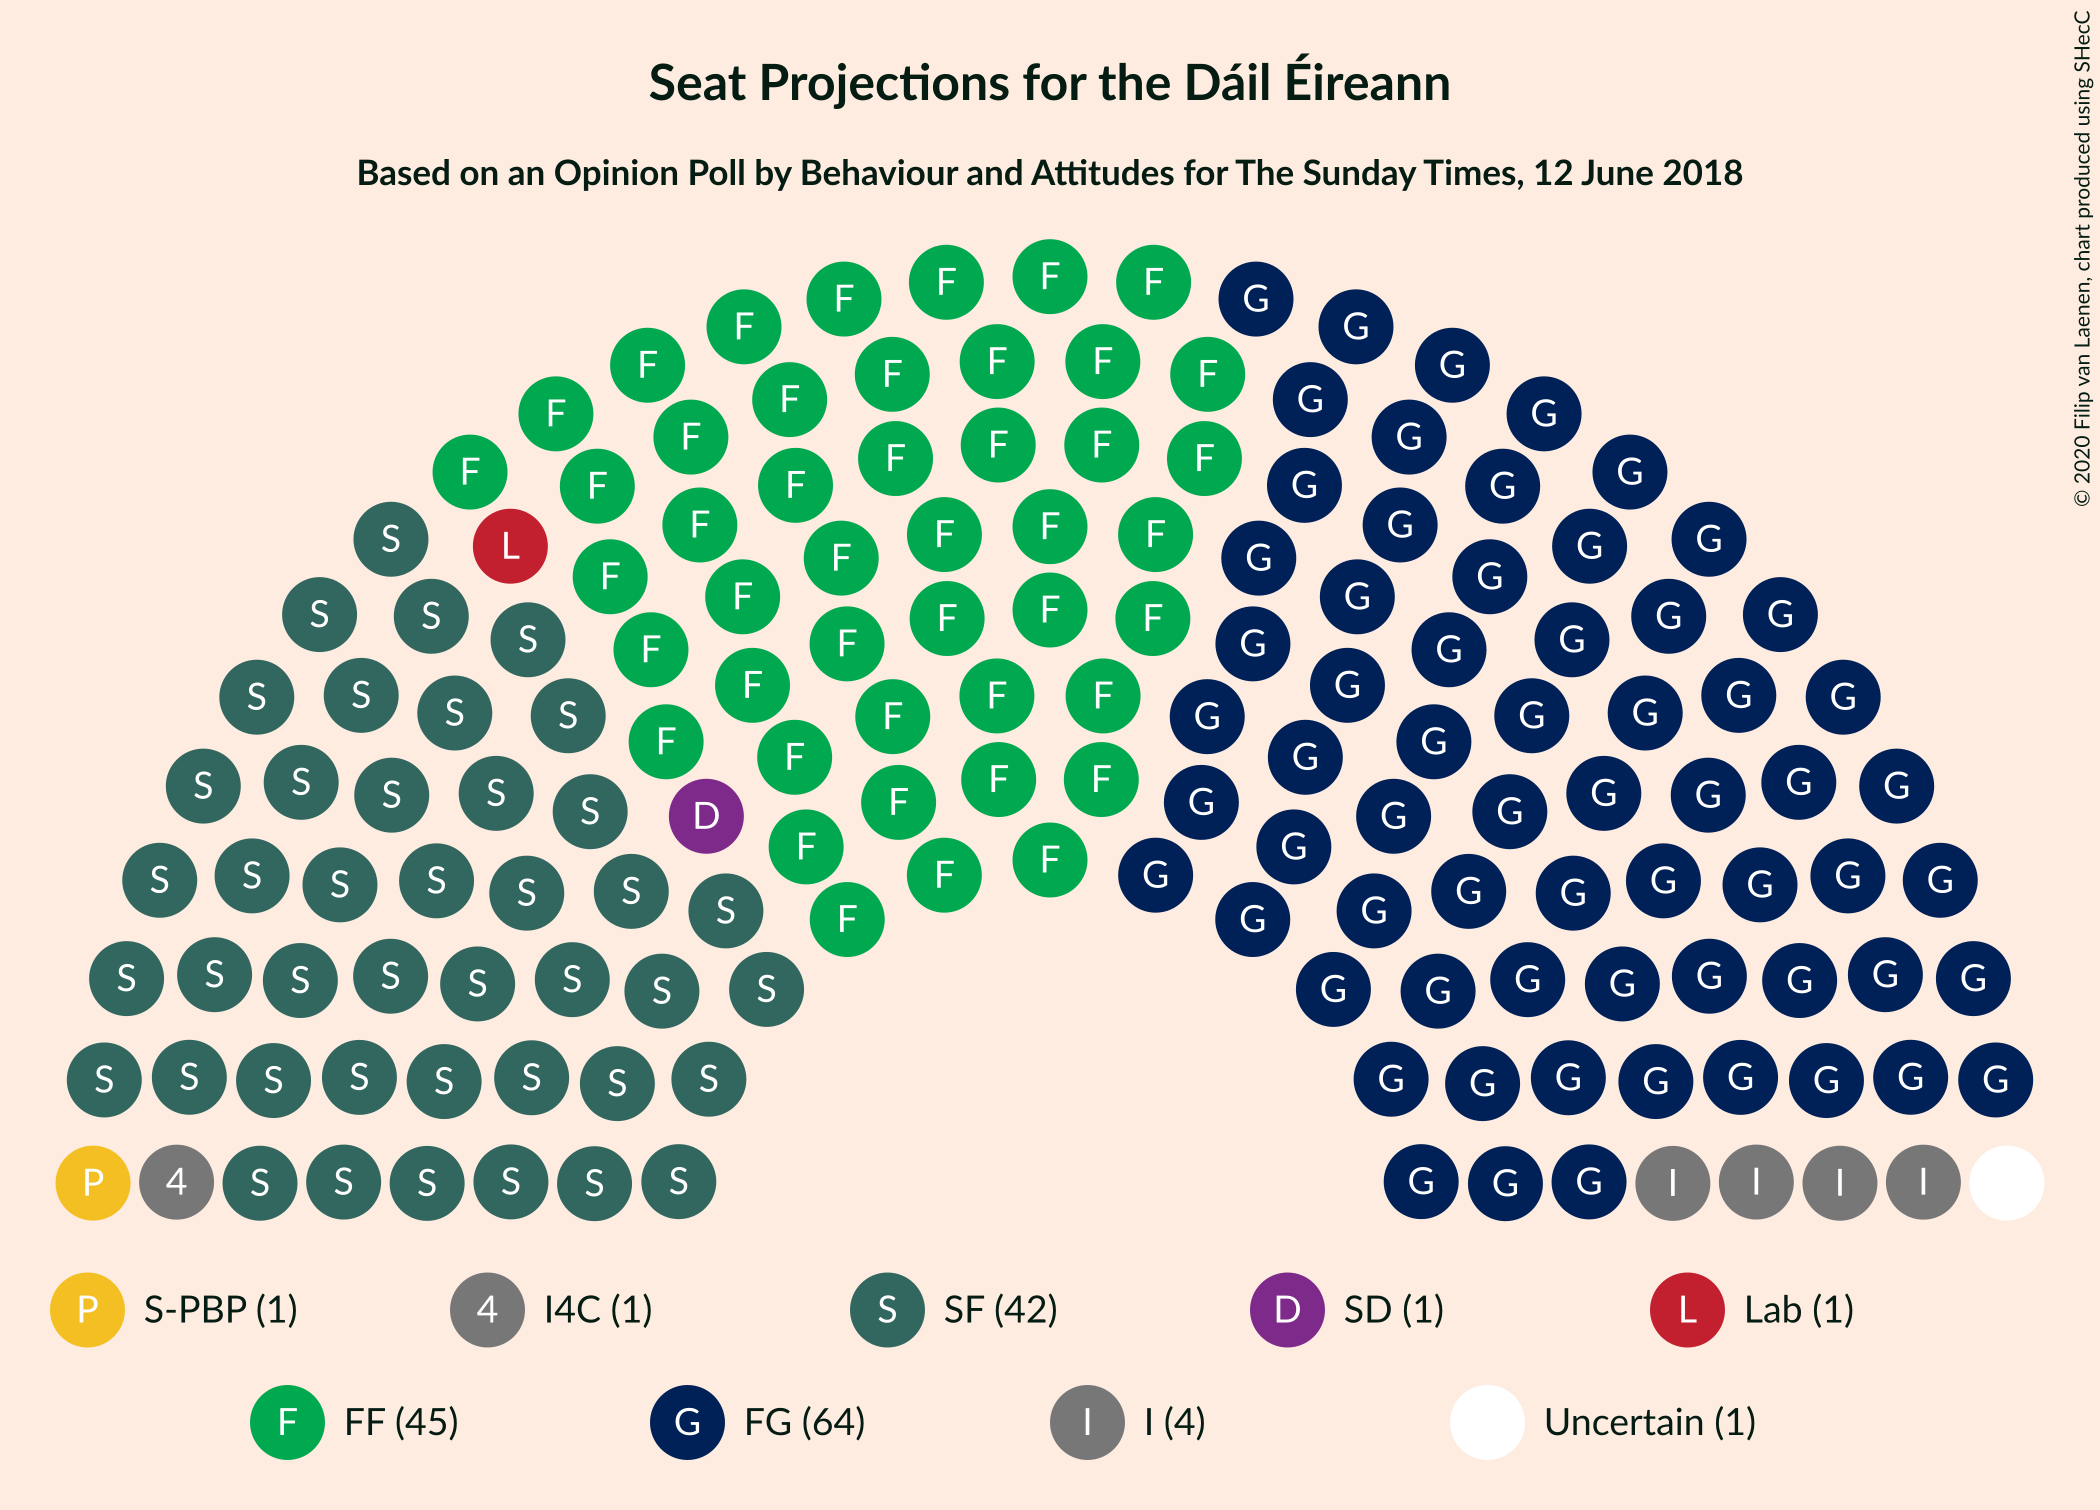 Seat Projections for the Dáil Éireann
Based on an Opinion Poll by Behaviour and Attitudes for The Sunday Times, 12 June 2018
© 2020 Filip van Laenen, chart produced using SHecC
F F F G G
F F F G
F F F F F G G
F F G
F F F F F G G G
F L F F F F F G G G G
S F F F G G G G
S S S F F F F F G G G G G
S S S S F F F F F F G G G G G G G
S S S S S D F F F F G G G G G G G G
S S S S S S S F F F G G G G G G G G G
S S S S S S S S G G G G G G G G
S S S S S S S S G G G G G G G G
P 4 S S S S S S G G G I I I I
P S-PBP (1) 4 I4C (1) S SF (42) D SD (1) L Lab (1)
F FF (45) G FG (64) I I (4) Uncertain (1)